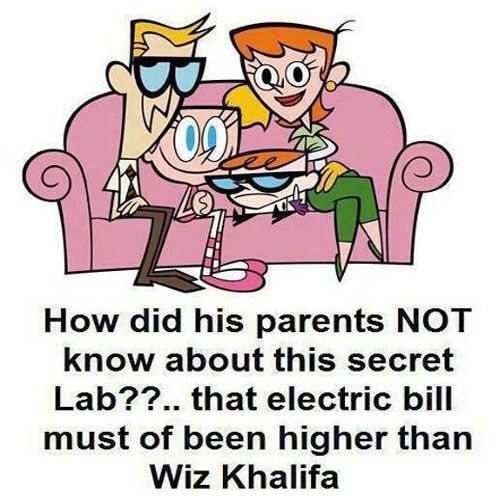 How did his parents NOT
know about this secret
Lab??.. that electric bill
must of been higher than
Wiz Khalifa